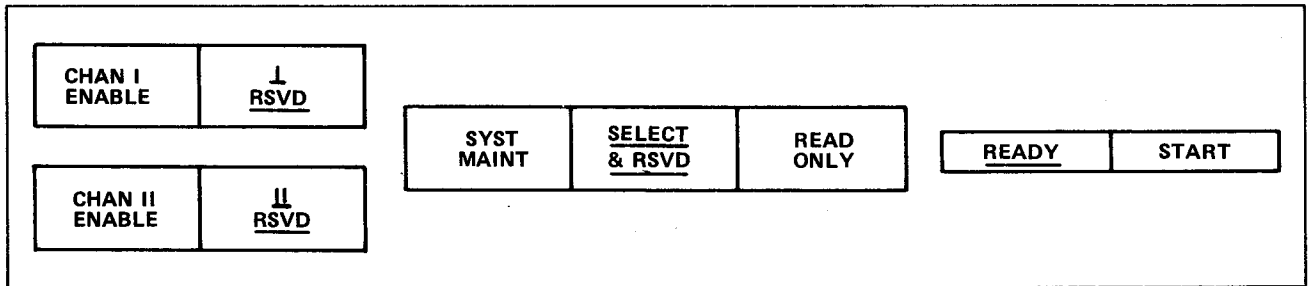 CHAN I
ENABLE
I
RSVD
CHAN II
ENABLE
II
RSVD
SYST
MAINT
SELECT
& RSVD
READ
ONLY
READY
START